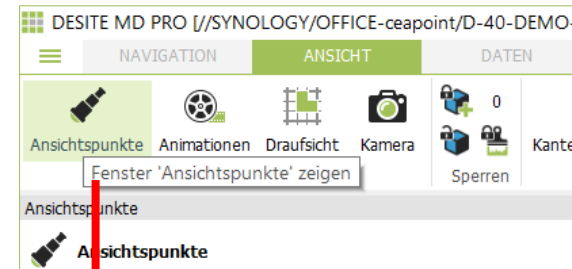 DESITE MD PRO [//SYNOLOGY/OFFICE-ceapoint/D-40-DEMO-
NAVIGATION ANSICHT DATEN
0
Ansichtspunkte Animationen Draufsicht Kamera Kante
Fenster 'Ansichtspunkte' zeigen Sperren
Ansichtspunkte
Ansichtspunkte